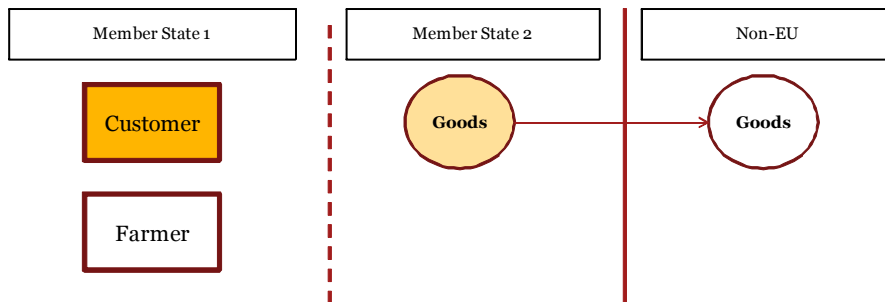 Member State 1
Member State 2
Non-EU
Customer
Goods
Goods
Farmer